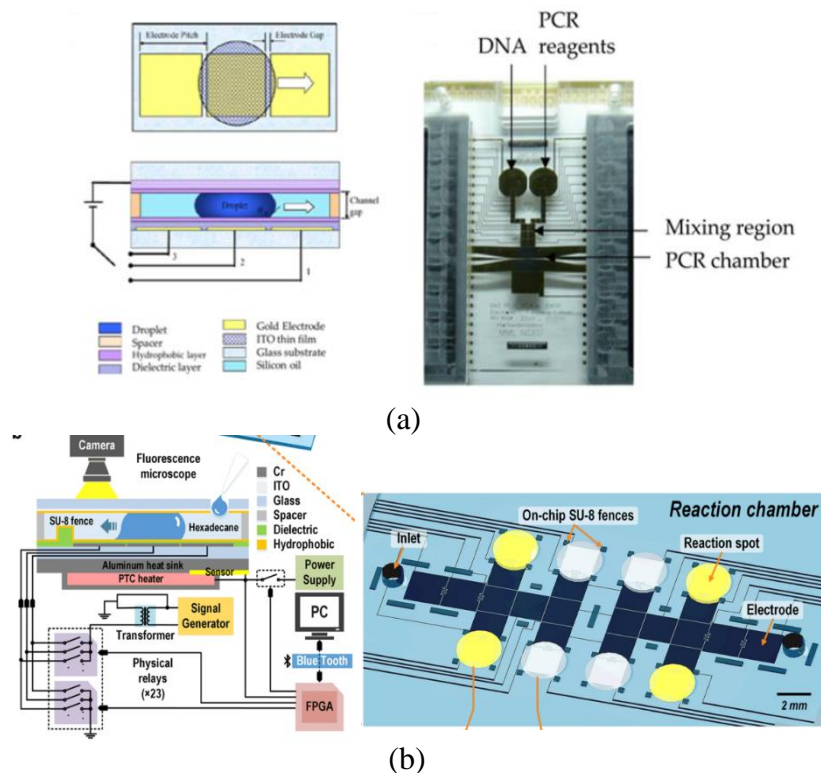 Electrode Pitch
Electrode Gap
Droplet
Channel
gap
3
2
1
Droplet
Spacer
Hydrophobic layer
Dielectric layer
Gold Electrode
ITO thin film
Glass substrate
Silicon oil
DNA
PCR
reagents
Mixing region
PCR chamber
(a)
Camera
Fluorescence
microscope
Cr
ITO
Glass
Spacer
Dielectric
Hydrophobic
SU-8 fence
Hexadecane
Aluminum heat sink
PTC heater
Sensor
Power
Supply
Signal
Generator
Transformer
PC
Blue Tooth
Physical
relays
(×23)
FPGA
Reaction chamber
On-chip SU-8 fences
Inlet
Reaction spot
Electrode
2 mm
(b)